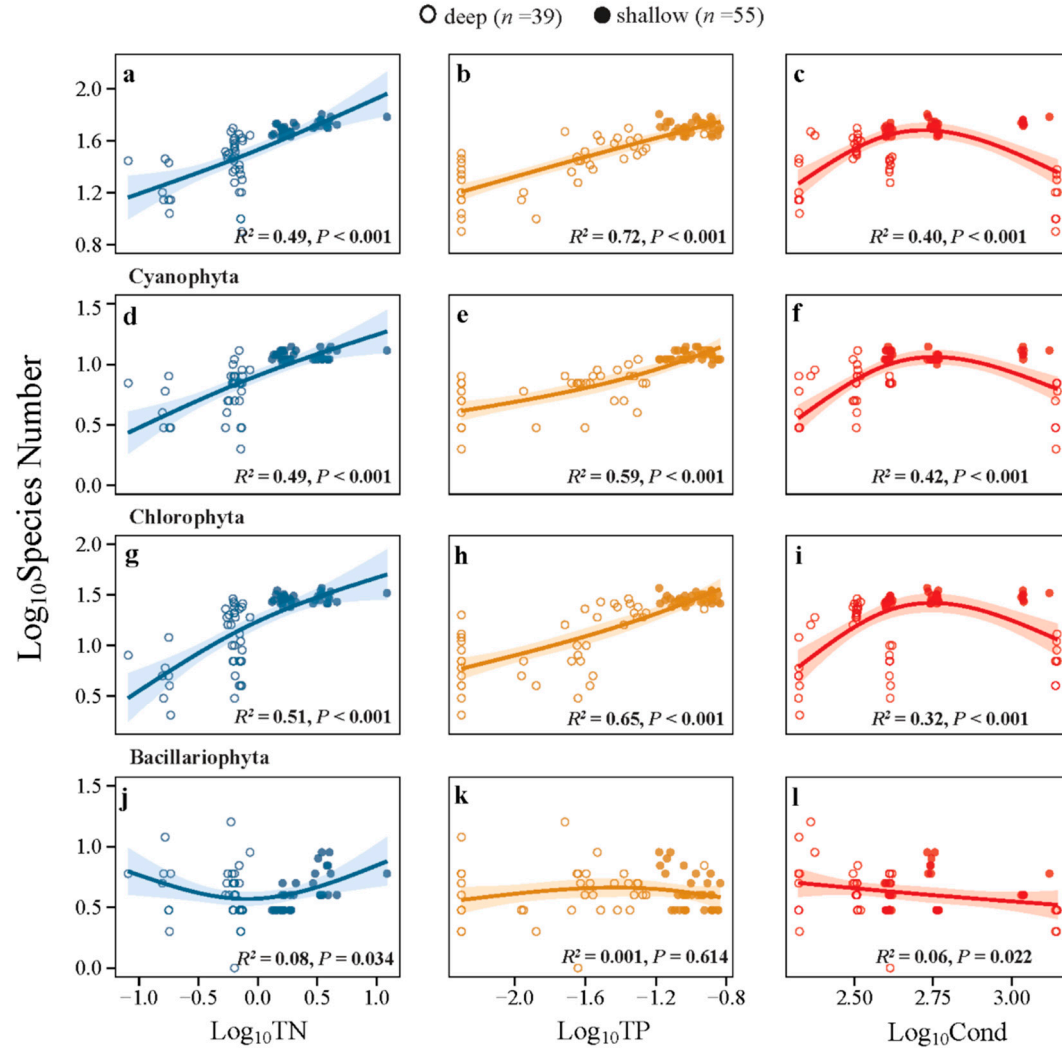 deep (n =39) shallow (n =55)
a b c
2.0
1.6
1.2
0.8
R² = 0.49, P < 0.001 R² = 0.72, P < 0.001 R² = 0.40, P < 0.001
Cyanophyta
d e f
1.5
1.0
0.5
0.0
R² = 0.49, P < 0.001 R² = 0.59, P < 0.001 R² = 0.42, P < 0.001
Log₁₀Species Number
Chlorophyta
g h i
2.0
1.5
1.0
0.5
R² = 0.51, P < 0.001 R² = 0.65, P < 0.001 R² = 0.32, P < 0.001
Bacillariophyta
j k l
1.5
1.0
0.5
0.0
R² = 0.08, P = 0.034 R² = 0.001, P = 0.614 R² = 0.06, P = 0.022
−1.0 −0.5 0.0 0.5 1.0 −2.0 −1.6 −1.2 −0.8 2.50 2.75 3.00
Log₁₀TN Log₁₀TP Log₁₀Cond